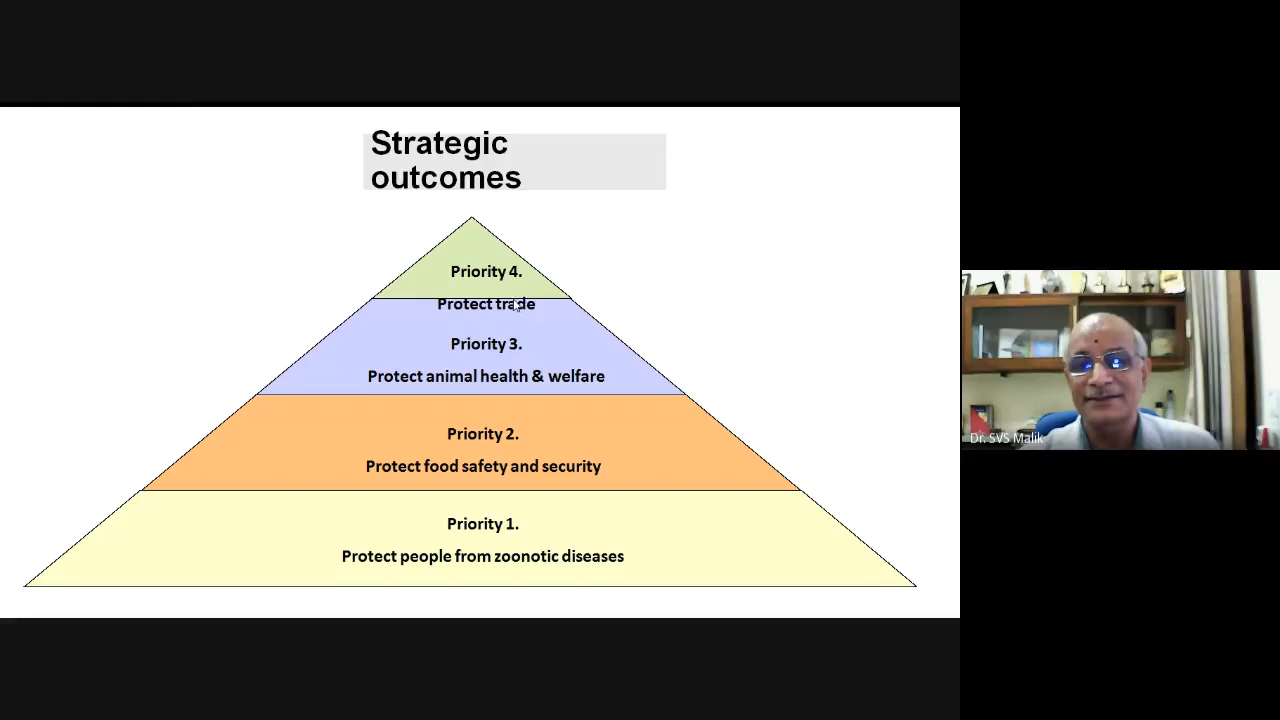 Strategic
outcomes
Priority 4.
Protect trade
Priority 3.
Protect animal health & welfare
Priority 2.
Protect food safety and security
Priority 1.
Protect people from zoonotic diseases
Dr. SVS Malik